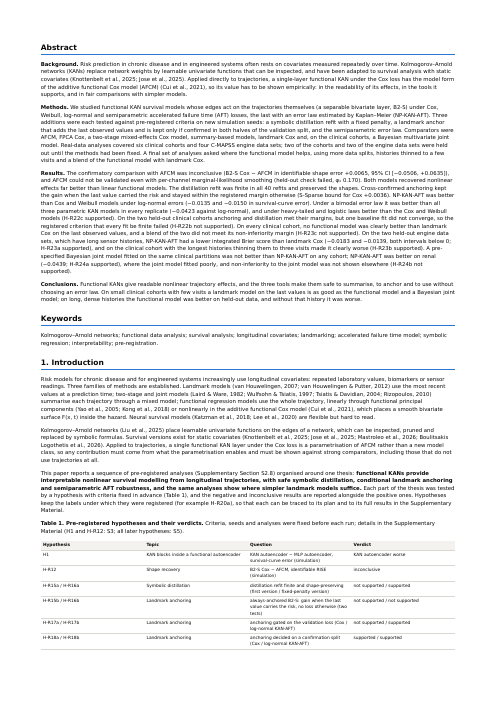 Abstract
Background. Risk prediction in chronic disease and in engineered systems often rests on covariates measured repeatedly over time. Kolmogorov–Arnold
networks (KANs) replace network weights by learnable univariate functions that can be inspected, and have been adapted to survival analysis with static
covariates (Knottenbelt et al., 2025; Jose et al., 2025). Applied directly to trajectories, a single-layer functional KAN under the Cox loss has the model form
of the additive functional Cox model (AFCM) (Cui et al., 2021), so its value has to be shown empirically: in the readability of its effects, in the tools it
supports, and in fair comparisons with simpler models.
Methods. We studied functional KAN survival models whose edges act on the trajectories themselves (a separable bivariate layer, B2-S) under Cox,
Weibull, log-normal and semiparametric accelerated failure time (AFT) losses, the last with an error law estimated by Kaplan–Meier (NP-KAN-AFT). Three
additions were each tested against pre-registered criteria on new simulation seeds: a symbolic distillation refit with a fixed penalty, a landmark anchor
that adds the last observed values and is kept only if confirmed in both halves of the validation split, and the semiparametric error law. Comparators were
AFCM, FPCA Cox, a two-stage mixed-effects Cox model, summary-based models, landmark Cox and, on the clinical cohorts, a Bayesian multivariate joint
model. Real-data analyses covered six clinical cohorts and four C-MAPSS engine data sets; two of the cohorts and two of the engine data sets were held
out until the methods had been fixed. A final set of analyses asked where the functional model helps, using more data splits, histories thinned to a few
visits and a blend of the functional model with landmark Cox.
Results. The confirmatory comparison with AFCM was inconclusive (B2-S Cox − AFCM in identifiable shape error +0.0065, 95% CI [−0.0506, +0.0635]),
and AFCM could not be validated even with per-channel marginal-likelihood smoothing (held-out check failed, φ₁ 0.170). Both models recovered nonlinear
effects far better than linear functional models. The distillation refit was finite in all 40 refits and preserved the shapes. Cross-confirmed anchoring kept
the gain when the last value carried the risk and stayed within the registered margin otherwise (S-Sparse bound for Cox +0.0036). NP-KAN-AFT was better
than Cox and Weibull models under log-normal errors (−0.0135 and −0.0150 in survival-curve error). Under a bimodal error law it was better than all
three parametric KAN models in every replicate (−0.0423 against log-normal), and under heavy-tailed and logistic laws better than the Cox and Weibull
models (H-R22c supported). On the two held-out clinical cohorts anchoring and distillation met their margins, but one baseline fit did not converge, so the
registered criterion that every fit be finite failed (H-R22b not supported). On every clinical cohort, no functional model was clearly better than landmark
Cox on the last observed values, and a blend of the two did not meet its non-inferiority margin (H-R23c not supported). On the two held-out engine data
sets, which have long sensor histories, NP-KAN-AFT had a lower integrated Brier score than landmark Cox (−0.0183 and −0.0139, both intervals below 0;
H-R23a supported), and on the clinical cohort with the longest histories thinning them to three visits made it clearly worse (H-R23b supported). A pre-
specified Bayesian joint model fitted on the same clinical partitions was not better than NP-KAN-AFT on any cohort; NP-KAN-AFT was better on renal
(−0.0439; H-R24a supported), where the joint model fitted poorly, and non-inferiority to the joint model was not shown elsewhere (H-R24b not
supported).
Conclusions. Functional KANs give readable nonlinear trajectory effects, and the three tools make them safe to summarise, to anchor and to use without
choosing an error law. On small clinical cohorts with few visits a landmark model on the last values is as good as the functional model and a Bayesian joint
model; on long, dense histories the functional model was better on held-out data, and without that history it was worse.
Keywords
Kolmogorov–Arnold networks; functional data analysis; survival analysis; longitudinal covariates; landmarking; accelerated failure time model; symbolic
regression; interpretability; pre-registration.
1. Introduction
Risk models for chronic disease and for engineered systems increasingly use longitudinal covariates: repeated laboratory values, biomarkers or sensor
readings. Three families of methods are established. Landmark models (van Houwelingen, 2007; van Houwelingen & Putter, 2012) use the most recent
values at a prediction time; two-stage and joint models (Laird & Ware, 1982; Wulfsohn & Tsiatis, 1997; Tsiatis & Davidian, 2004; Rizopoulos, 2010)
summarise each trajectory through a mixed model; functional regression models use the whole trajectory, linearly through functional principal
components (Yao et al., 2005; Kong et al., 2018) or nonlinearly in the additive functional Cox model (Cui et al., 2021), which places a smooth bivariate
surface F(x, t) inside the hazard. Neural survival models (Katzman et al., 2018; Lee et al., 2020) are flexible but hard to read.
Kolmogorov–Arnold networks (Liu et al., 2025) place learnable univariate functions on the edges of a network, which can be inspected, pruned and
replaced by symbolic formulas. Survival versions exist for static covariates (Knottenbelt et al., 2025; Jose et al., 2025; Mastroleo et al., 2026; Boulitsakis
Logothetis et al., 2026). Applied to trajectories, a single functional KAN layer under the Cox loss is a parametrisation of AFCM rather than a new model
class, so any contribution must come from what the parametrisation enables and must be shown against strong comparators, including those that do not
use trajectories at all.
This paper reports a sequence of pre-registered analyses (Supplementary Section S2.8) organised around one thesis: functional KANs provide
interpretable nonlinear survival modelling from longitudinal trajectories, with safe symbolic distillation, conditional landmark anchoring
and semiparametric AFT robustness, and the same analyses show where simpler landmark models suffice. Each part of the thesis was tested
by a hypothesis with criteria fixed in advance (Table 1), and the negative and inconclusive results are reported alongside the positive ones. Hypotheses
keep the labels under which they were registered (for example H-R20a), so that each can be traced to its plan and to its full results in the Supplementary
Material.
Table 1. Pre-registered hypotheses and their verdicts. Criteria, seeds and analyses were fixed before each run; details in the Supplementary
Material (H1 and H-R12: S3; all later hypotheses: S5).
Hypothesis Topic Question Verdict
H1 KAN blocks inside a functional autoencoder KAN autoencoder − MLP autoencoder, KAN autoencoder worse
survival-curve error (simulation)
H-R12 Shape recovery B2-S Cox − AFCM, identifiable RISE inconclusive
(simulation)
H-R15a / H-R16a Symbolic distillation distillation refit finite and shape-preserving not supported / supported
(first version / fixed-penalty version)
H-R15b / H-R16b Landmark anchoring always-anchored B2-S: gain when the last not supported / not supported
value carries the risk, no loss otherwise (two
tests)
H-R17a / H-R17b Landmark anchoring anchoring gated on the validation loss (Cox / not supported / not supported
log-normal KAN-AFT)
H-R18a / H-R18b Landmark anchoring anchoring decided on a confirmation split supported / supported
(Cox / log-normal KAN-AFT)